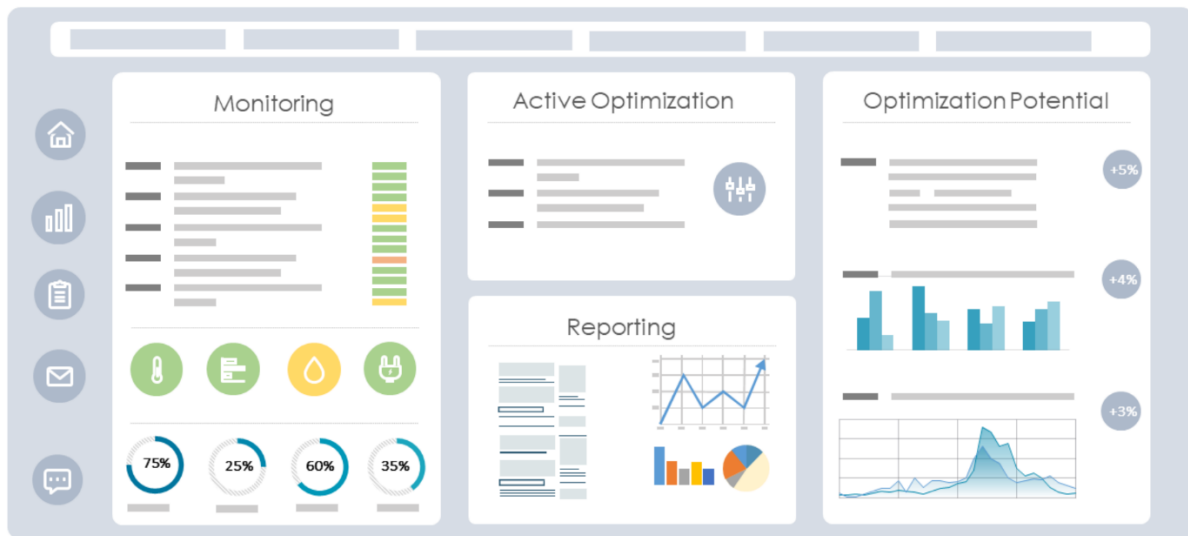 Monitoring
75%
25%
60%
35%
Active Optimization
Reporting
Optimization Potential
+5%
+4%
+3%